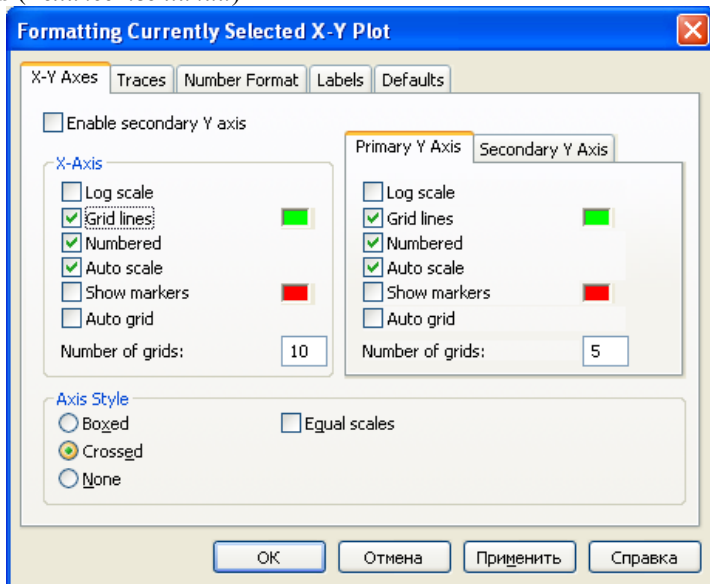 Formatting Currently Selected X-Y Plot
X-Y Axes Traces Number Format Labels Defaults
Enable secondary Y axis
X-Axis
Log scale
Grid lines
Numbered
Auto scale
Show markers
Auto grid
Number of grids: 10
Primary Y Axis Secondary Y Axis
Log scale
Grid lines
Numbered
Auto scale
Show markers
Auto grid
Number of grids: 5
Axis Style
Boxed
Crossed
None
Equal scales
OK Отмена Применить Справка